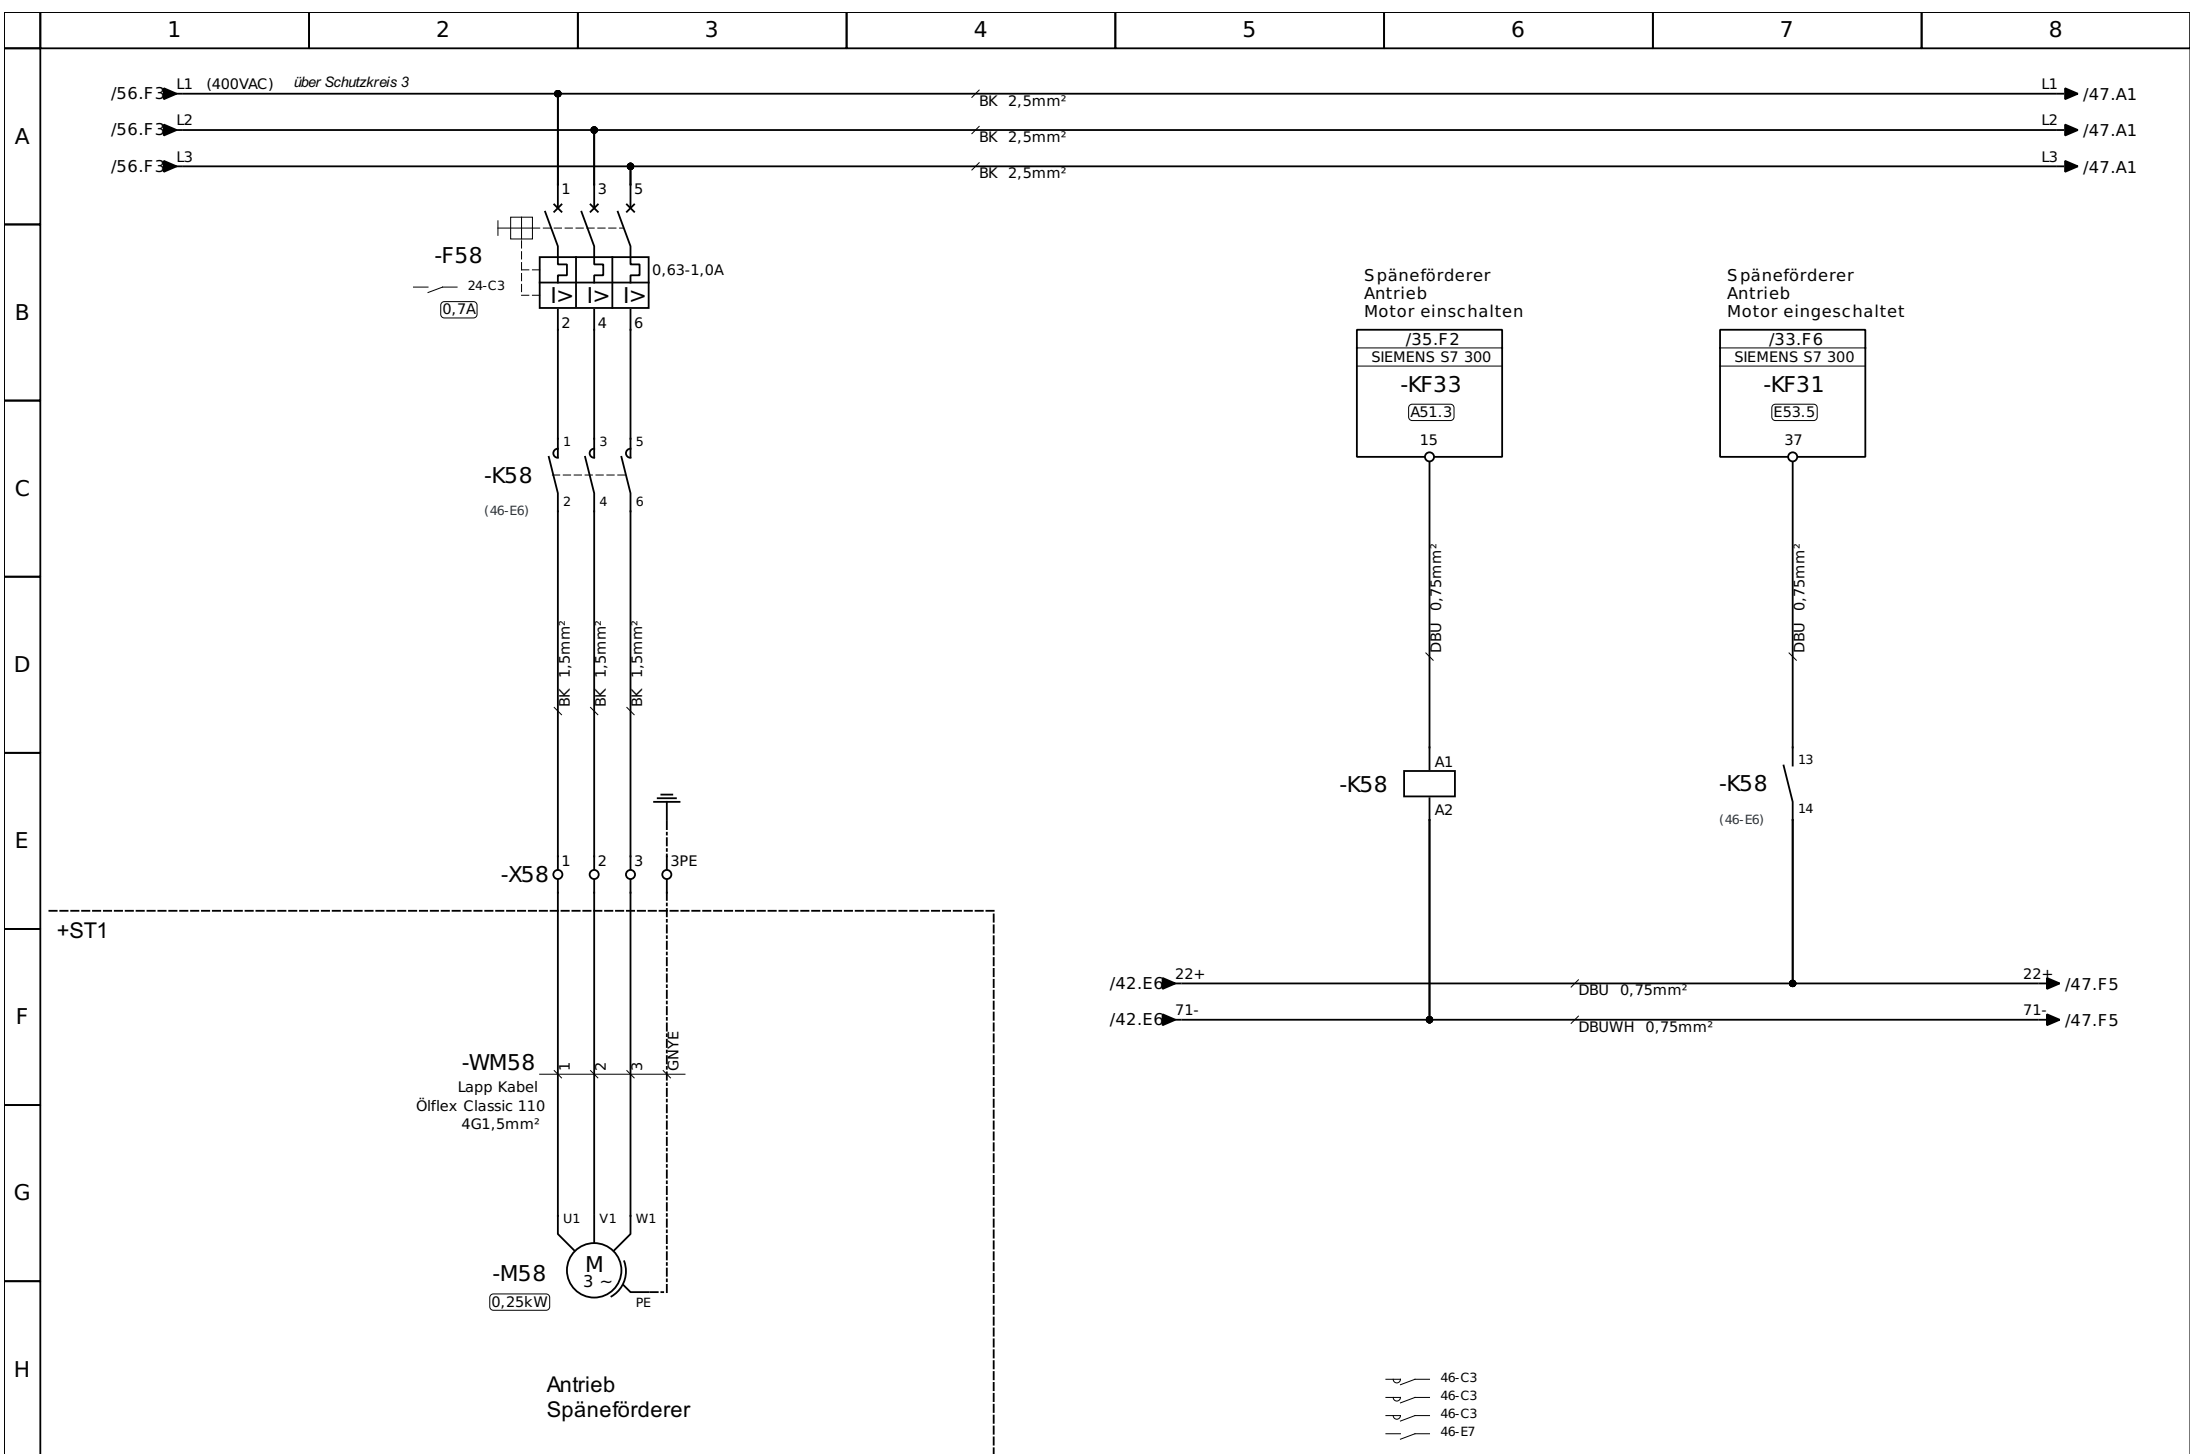 1 2 3 4 5 6 7 8
A
B
C
D
E
F
G
H
/56.F3 L1 (400VAC) über Schutzkreis 3
BK 2,5mm²
L1 /47.A1
/56.F3 L2
BK 2,5mm²
L2 /47.A1
/56.F3 L3
BK 2,5mm²
L3 /47.A1
1 3 5
-F58
24-C3
0,7A
0,63-1,0A
I> I> I>
2 4 6
-K58
(46-E6)
1 3 5
2 4 6
BK 1,5mm²
BK 1,5mm²
BK 1,5mm²
-X58
1 2 3 3PE
+ST1
-WM58
Lapp Kabel
Ölflex Classic 110
4G1,5mm²
1 2 3 GNYE
U1 V1 W1
-M58
0,25kW
M
3 ~
PE
Antrieb
Späneförderer
Späneförderer
Antrieb
Motor einschalten
/35.F2
SIEMENS S7 300
-KF33
A51.3
15
DBU 0,75mm²
-K58
A1
A2
Späneförderer
Antrieb
Motor eingeschaltet
/33.F6
SIEMENS S7 300
-KF31
E53.5
37
DBU 0,75mm²
-K58
(46-E6)
13
14
/42.E6 22+
DBU 0,75mm²
22+ /47.F5
/42.E6 71-
DBUWH 0,75mm²
71- /47.F5
46-C3
46-C3
46-C3
46-E7